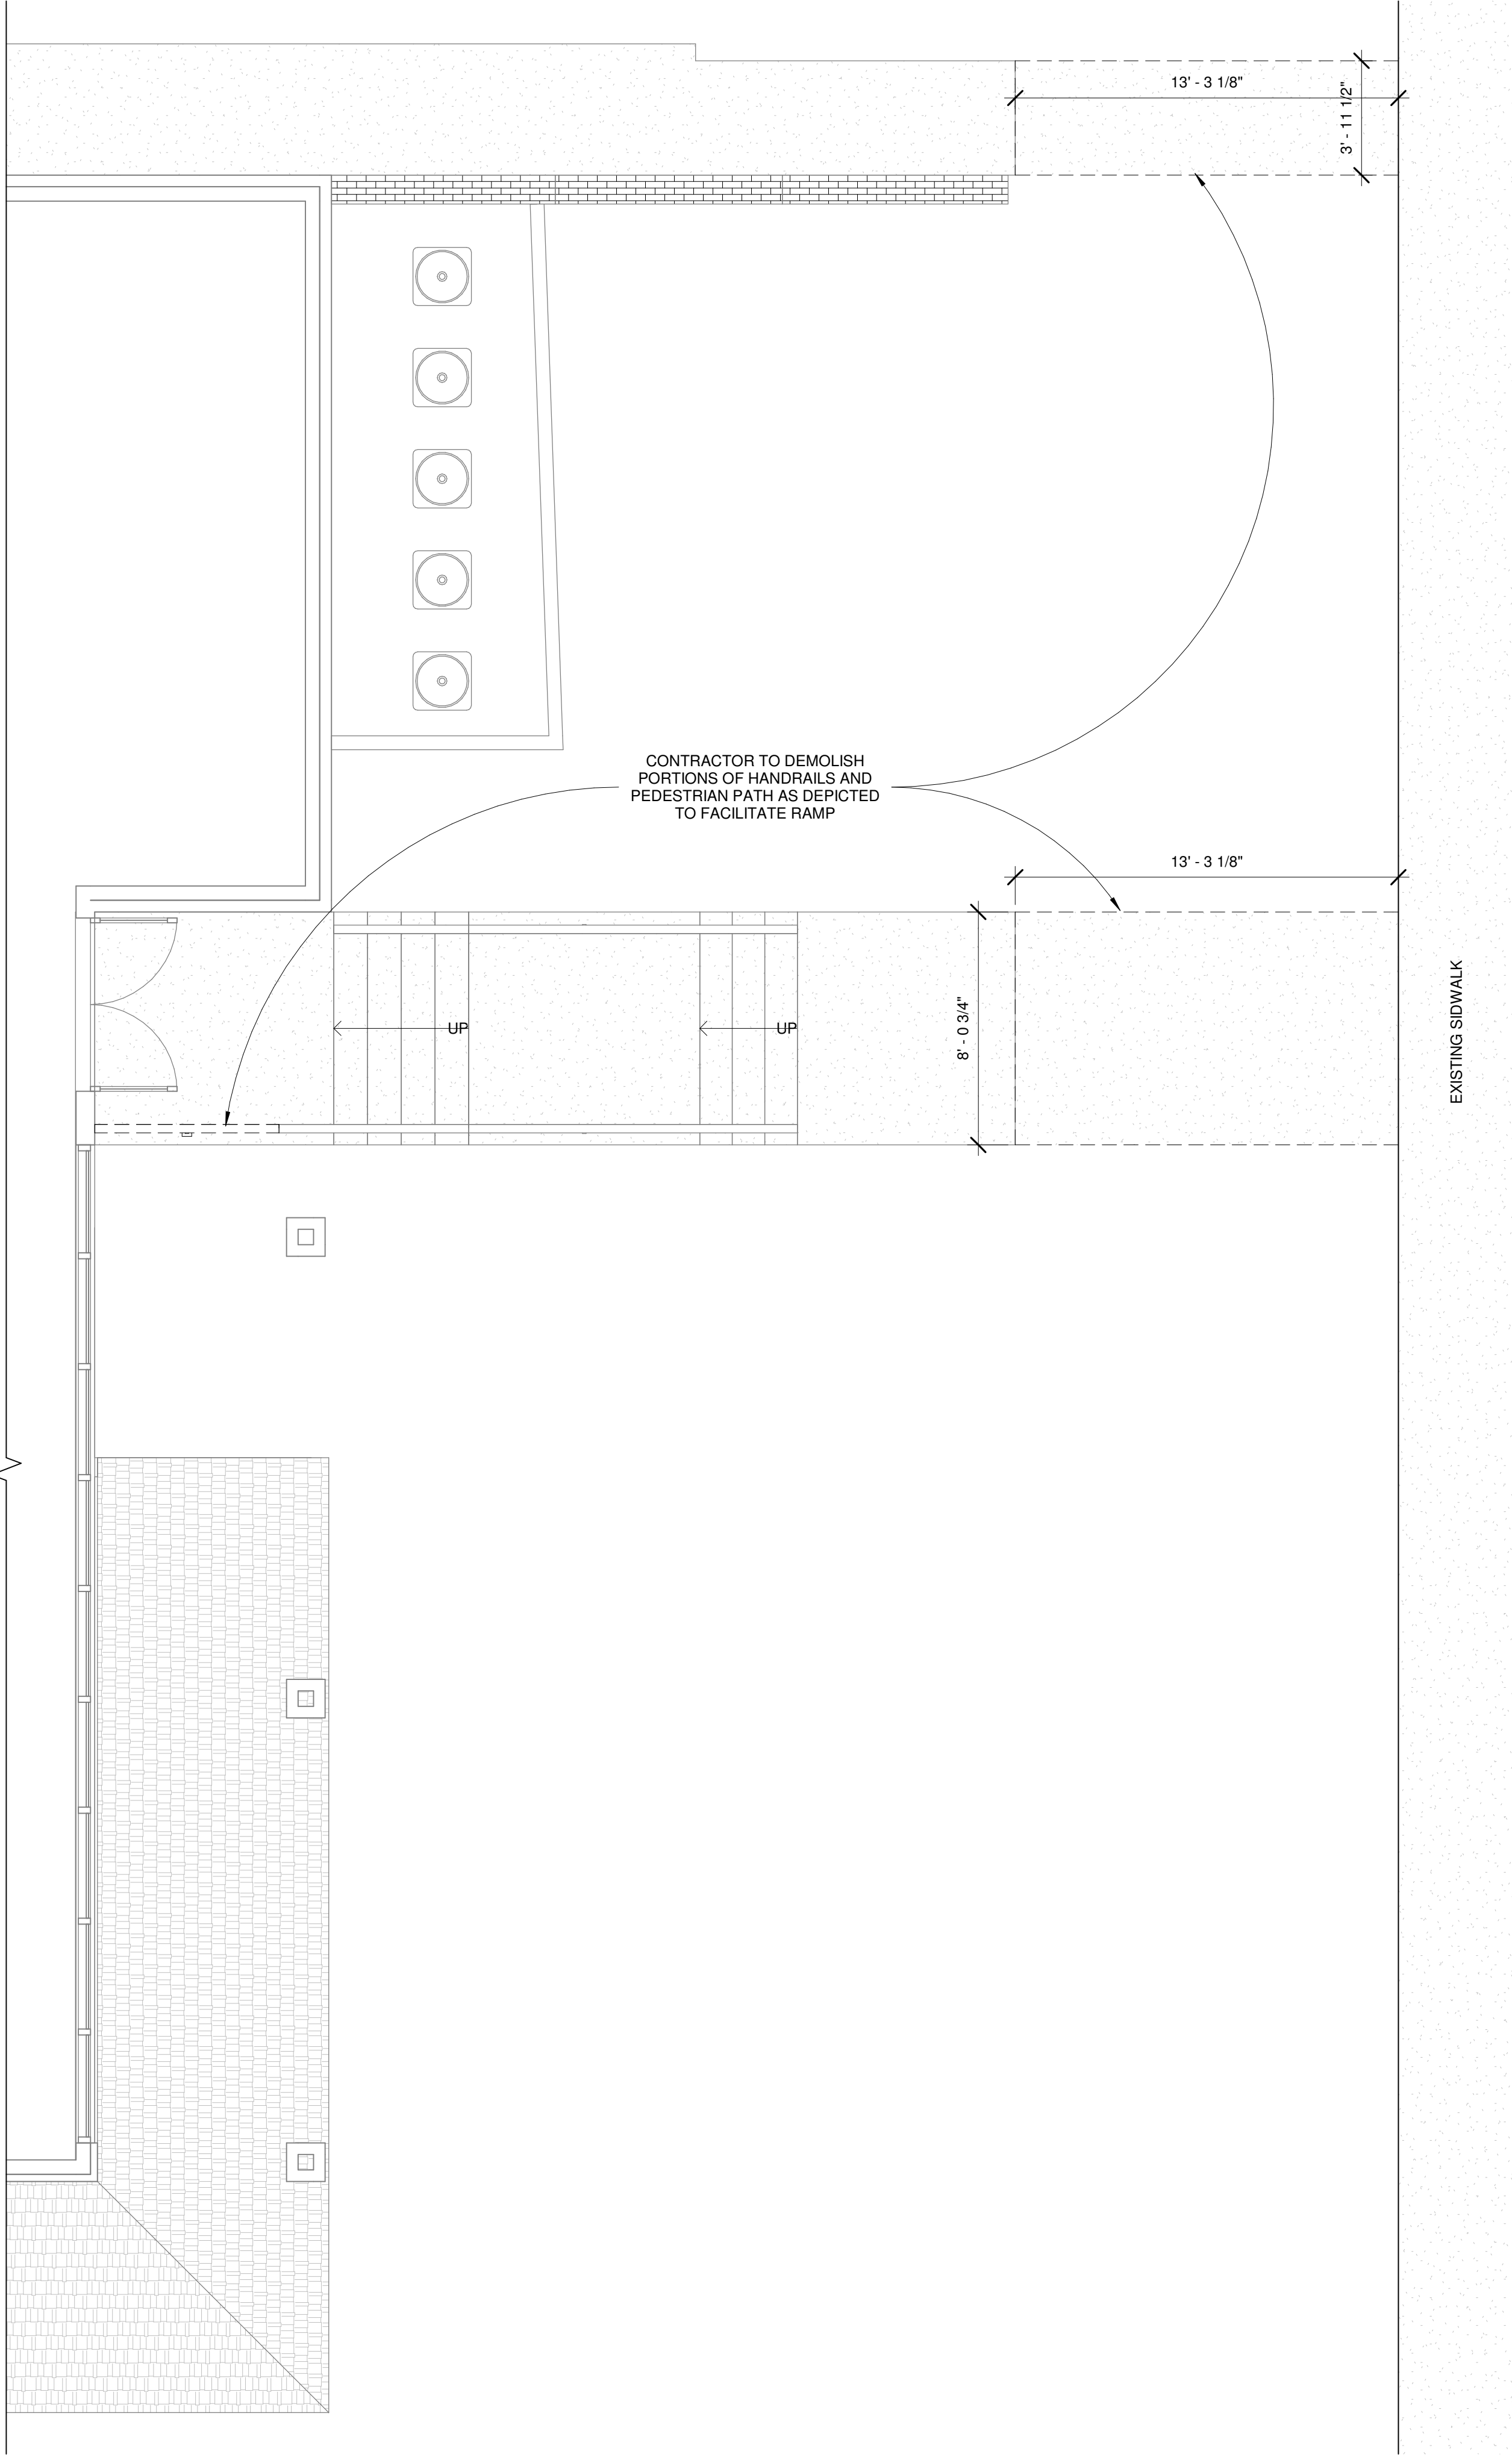 13' - 3 1/8"
3' - 11 1/2"
CONTRACTOR TO DEMOLISH
PORTIONS OF HANDRAILS AND
PEDESTRIAN PATH AS DEPICTED
TO FACILITATE RAMP
13' - 3 1/8"
UP
UP
8' - 0 3/4"
EXISTING SIDWALK